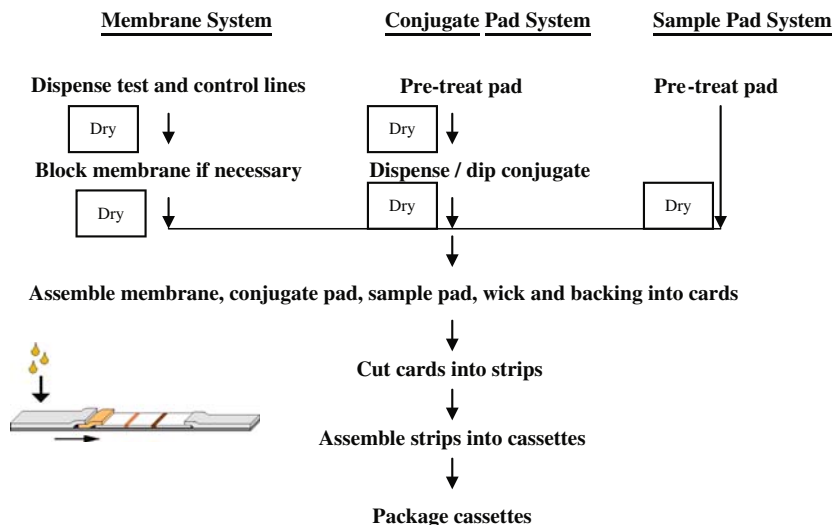 Membrane System
Conjugate Pad System
Sample Pad System
Dispense test and control lines
Pre-treat pad
Pre-treat pad
Dry
Dry
Block membrane if necessary
Dispense / dip conjugate
Dry
Dry
Dry
Assemble membrane, conjugate pad, sample pad, wick and backing into cards
Cut cards into strips
Assemble strips into cassettes
Package cassettes